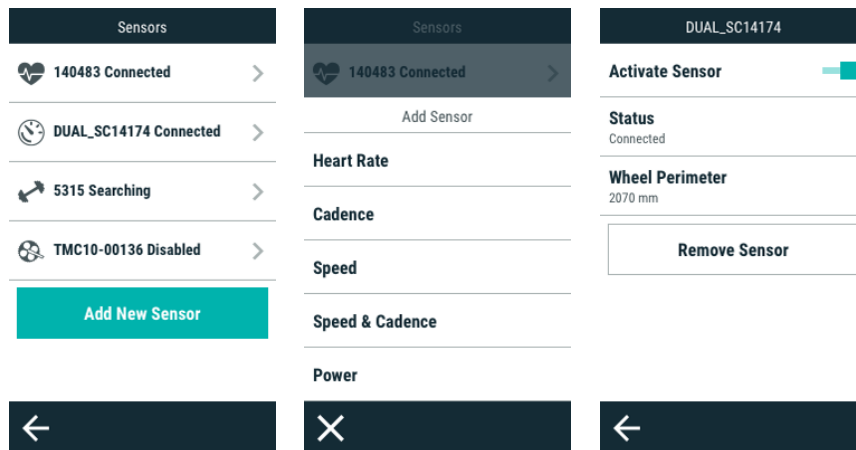 Sensors
140483 Connected
DUAL_SC14174 Connected
5315 Searching
TMC10-00136 Disabled
Add New Sensor
Sensors
140483 Connected
Add Sensor
Heart Rate
Cadence
Speed
Speed & Cadence
Power
DUAL_SC14174
Activate Sensor
Status
Connected
Wheel Perimeter
2070 mm
Remove Sensor